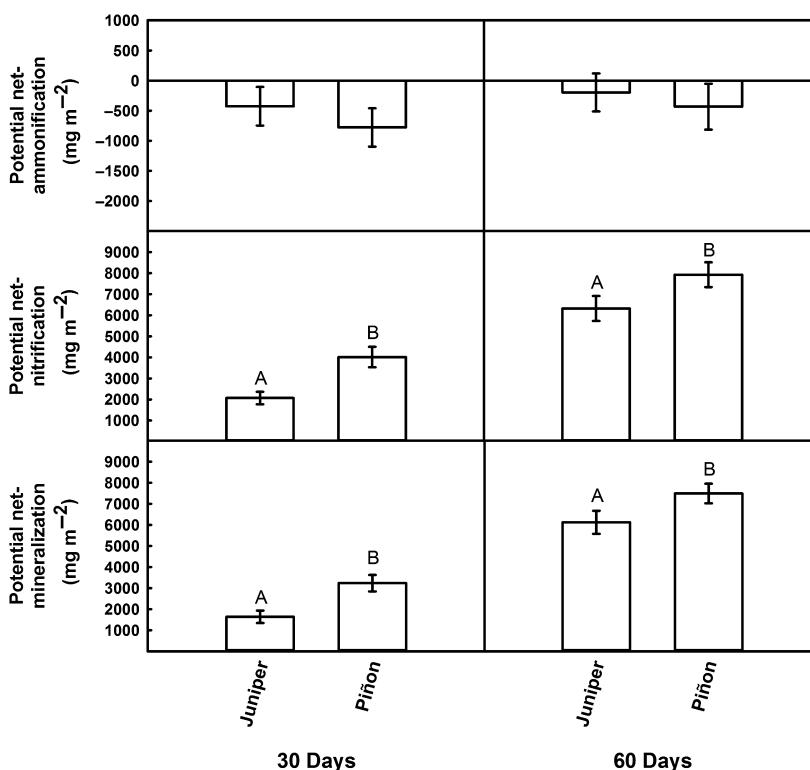 Potential net-
ammonification
(mg m−2)
1000
500
0
−500
−1000
−1500
−2000
Potential net-
nitrification
(mg m−2)
9000
8000
7000
6000
5000
4000
3000
2000
1000
A
B
A
B
Potential net-
mineralization
(mg m−2)
9000
8000
7000
6000
5000
4000
3000
2000
1000
A
B
A
B
Juniper
Piñon
Juniper
Piñon
30 Days
60 Days